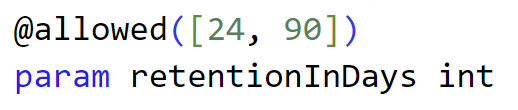 @allowed([24, 90])
param retentionInDays int